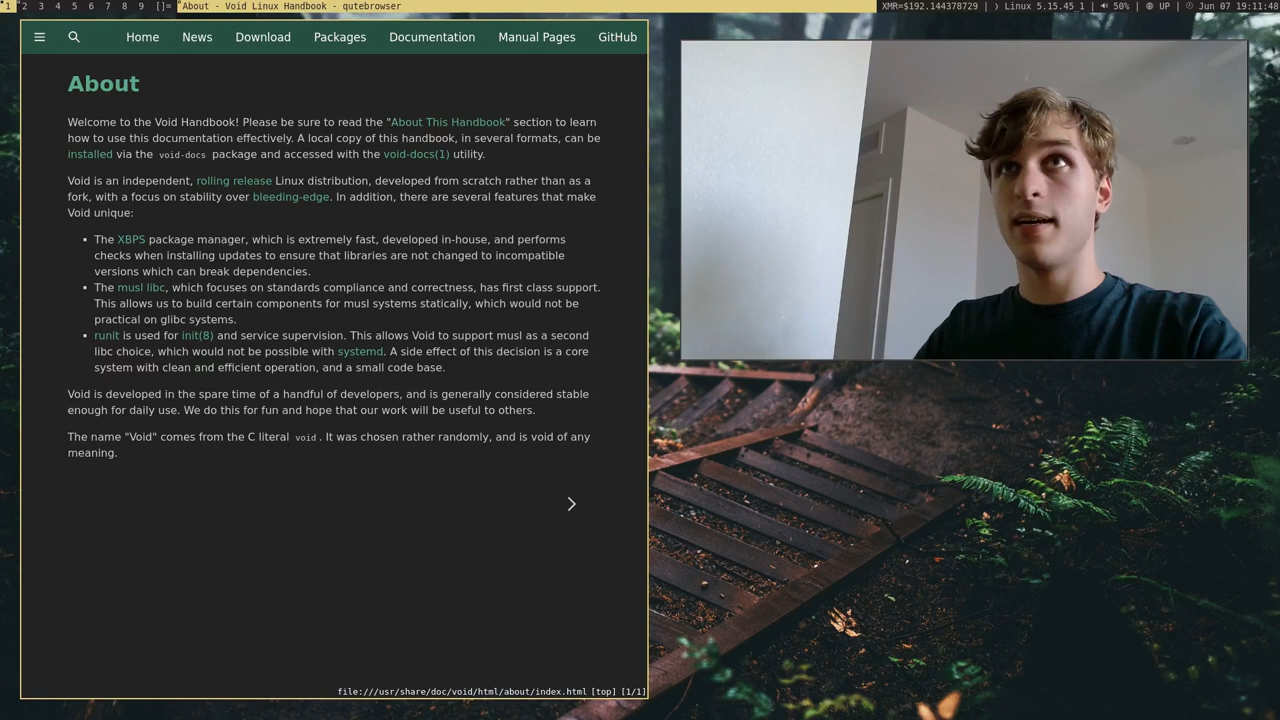 1 2 3 4 5 6 7 8 9 []= About - Void Linux Handbook - qutebrowser XMR=$192.144378729 | Linux 5.15.45_1 | 50% | UP | Jun 07 19:11:48
Home News Download Packages Documentation Manual Pages GitHub
About
Welcome to the Void Handbook! Please be sure to read the "About This Handbook" section to learn
how to use this documentation effectively. A local copy of this handbook, in several formats, can be
installed via the void-docs package and accessed with the void-docs(1) utility.
Void is an independent, rolling release Linux distribution, developed from scratch rather than as a
fork, with a focus on stability over bleeding-edge. In addition, there are several features that make
Void unique:
• The XBPS package manager, which is extremely fast, developed in-house, and performs
checks when installing updates to ensure that libraries are not changed to incompatible
versions which can break dependencies.
• The musl libc, which focuses on standards compliance and correctness, has first class support.
This allows us to build certain components for musl systems statically, which would not be
practical on glibc systems.
• runit is used for init(8) and service supervision. This allows Void to support musl as a second
libc choice, which would not be possible with systemd. A side effect of this decision is a core
system with clean and efficient operation, and a small code base.
Void is developed in the spare time of a handful of developers, and is generally considered stable
enough for daily use. We do this for fun and hope that our work will be useful to others.
The name "Void" comes from the C literal void. It was chosen rather randomly, and is void of any
meaning.
file:///usr/share/doc/void/html/about/index.html [top] [1/1]